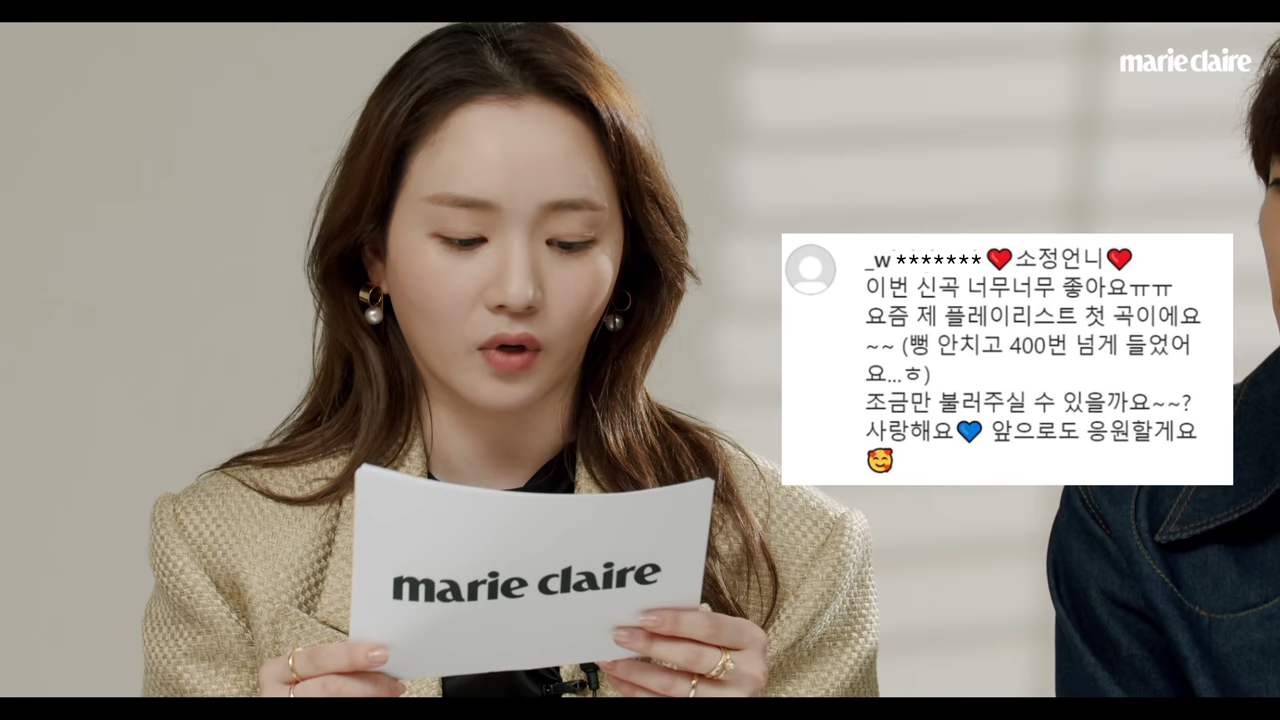 marie claire
_w*******❤️소정언니❤️
이번 신곡 너무너무 좋아요ㅠㅠ
요즘 제 플레이리스트 첫 곡이에요
~~ (뻥 안치고 400번 넘게 들었어
요...ㅎ)
조금만 불러주실 수 있을까요~~?
사랑해요💙 앞으로도 응원할게요
🥰
marie claire